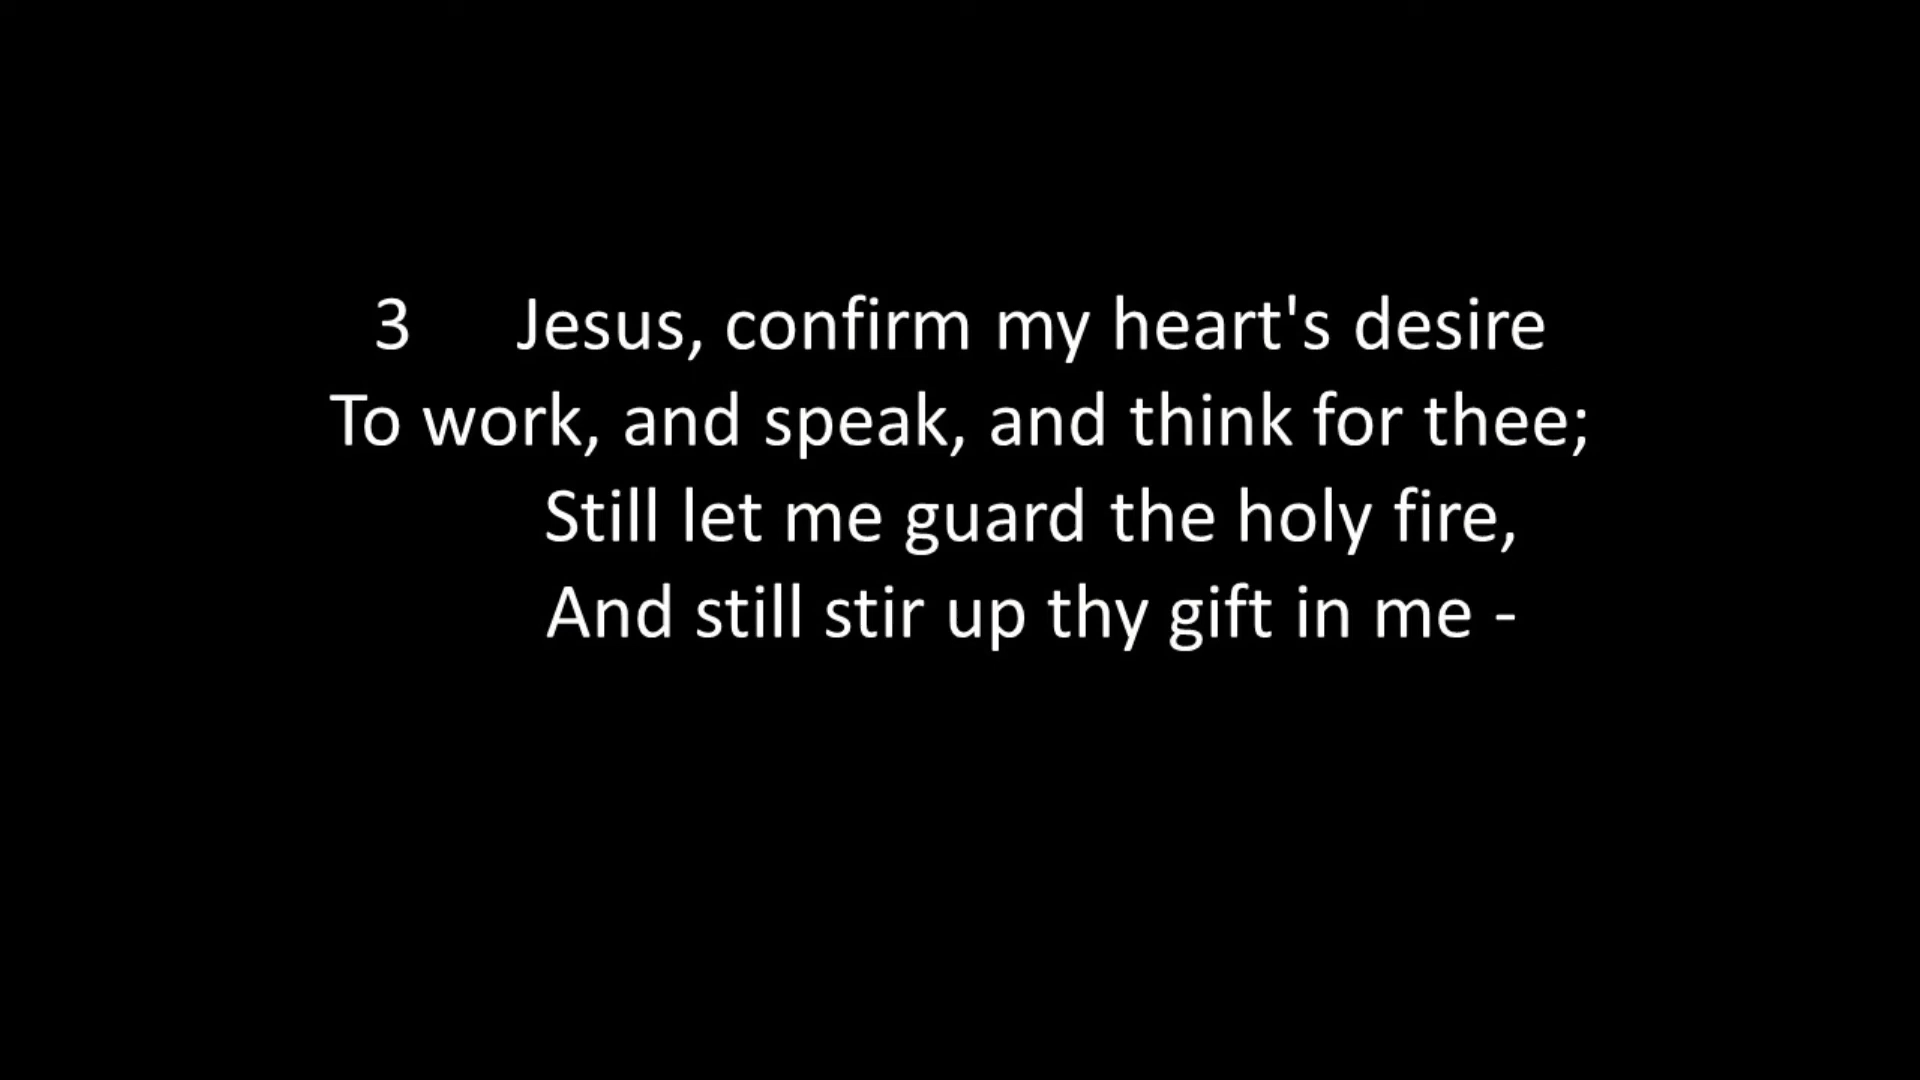 3 Jesus, confirm my heart's desire
To work, and speak, and think for thee;
Still let me guard the holy fire,
And still stir up thy gift in me -